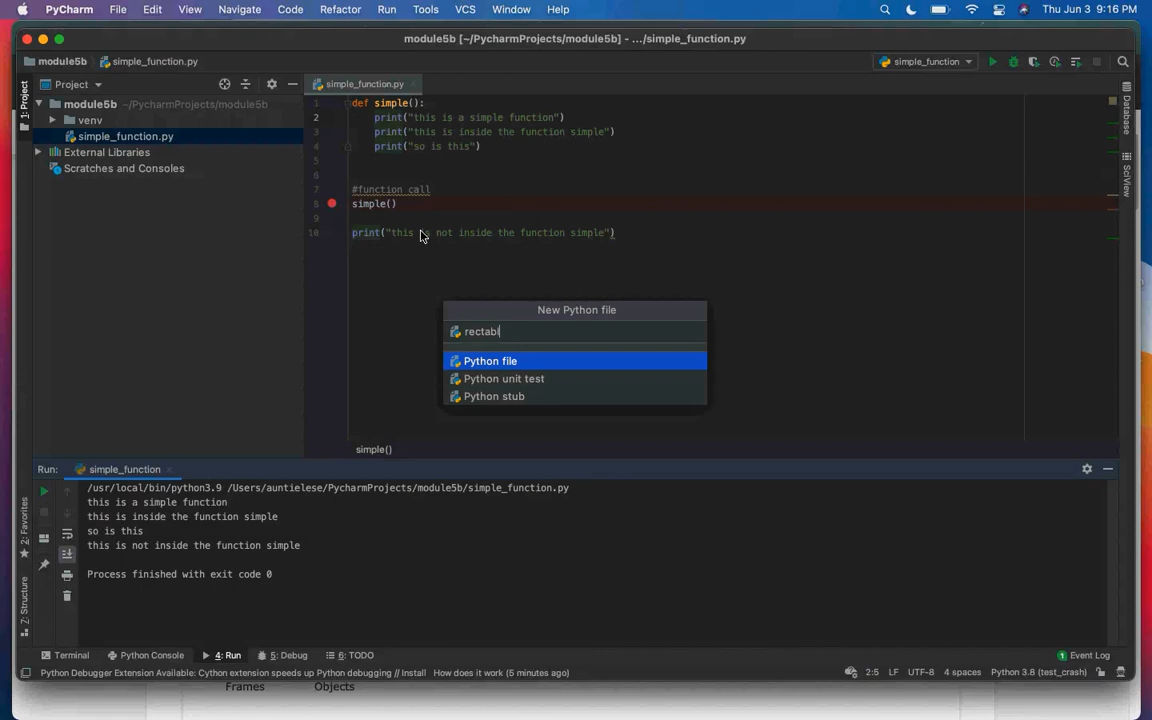 PyCharm File Edit View Navigate Code Refactor Run Tools VCS Window Help Thu Jun 3 9:16 PM
module5b [~/PycharmProjects/module5b] - .../simple_function.py
module5b simple_function.py simple_function
Project simple_function.py
1: Project
module5b ~/PycharmProjects/module5b
venv
simple_function.py
External Libraries
Scratches and Consoles
1 def simple():
2 print("this is a simple function")
3 print("this is inside the function simple")
4 print("so is this")
5
6
7 #function call
8 simple()
9
10 print("this is not inside the function simple")
Database
SciView
New Python file
rectabl
Python file
Python unit test
Python stub
simple()
Run: simple_function
/usr/local/bin/python3.9 /Users/auntielese/PycharmProjects/module5b/simple_function.py
this is a simple function
this is inside the function simple
so is this
this is not inside the function simple
Process finished with exit code 0
2: Favorites
Z: Structure
Terminal Python Console 4: Run 5: Debug 6: TODO 1 Event Log
Python Debugger Extension Available: Cython extension speeds up Python debugging // Install How does it work (5 minutes ago) 2:5 LF UTF-8 4 spaces Python 3.8 (test_crash)
Frames Objects